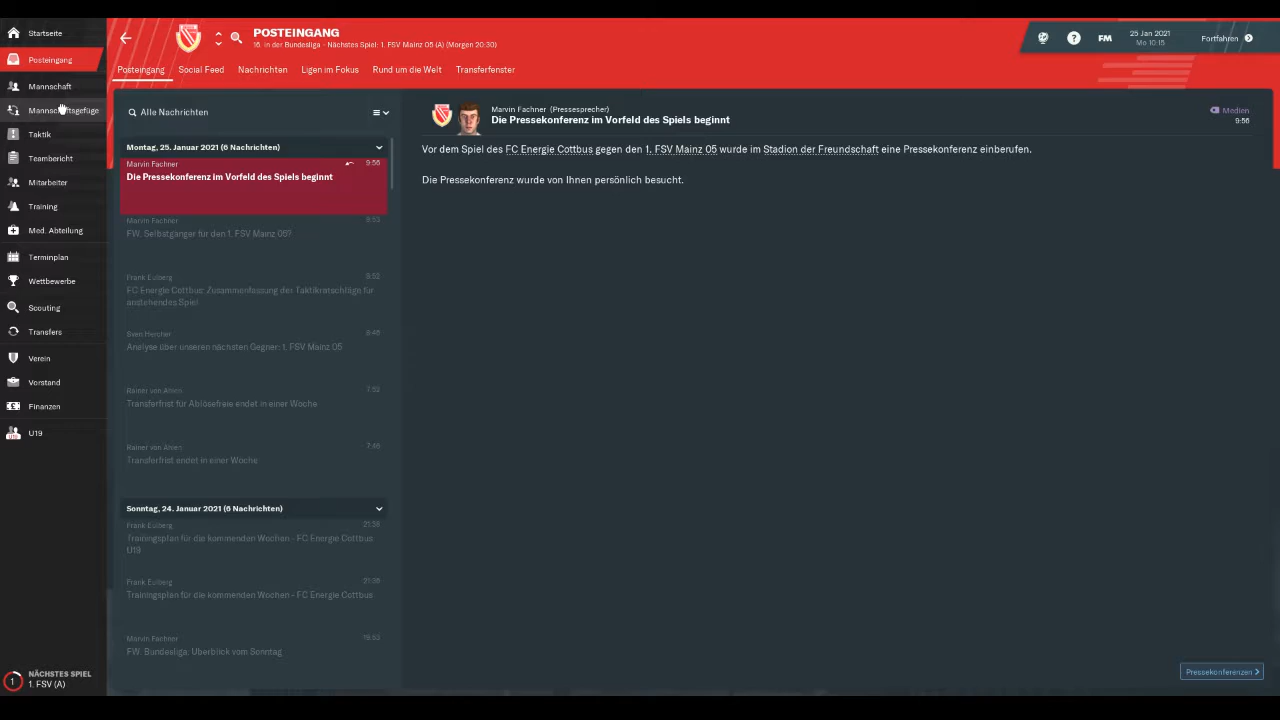 Startseite
Posteingang
Mannschaft
Mannschaftsgefüge
Taktik
Teambericht
Mitarbeiter
Training
Med. Abteilung
Terminplan
Wettbewerbe
Scouting
Transfers
Verein
Vorstand
Finanzen
U19
NÄCHSTES SPIEL
1
1. FSV (A)
POSTEINGANG
16. in der Bundesliga - Nächstes Spiel: 1. FSV Mainz 05 (A) (Morgen 20:30)
FM
25 Jan 2021
Mo 10:15
Fortfahren
Posteingang Social Feed Nachrichten Ligen im Fokus Rund um die Welt Transferfenster
Alle Nachrichten
Montag, 25. Januar 2021 (6 Nachrichten)
Marvin Fachner 9:56
Die Pressekonferenz im Vorfeld des Spiels beginnt
Marvin Fachner 8:53
FW: Selbstgänger für den 1. FSV Mainz 05?
Frank Eulberg 8:52
FC Energie Cottbus: Zusammenfassung der Taktikratschläge für
anstehendes Spiel
Sven Hercher 8:46
Analyse über unseren nächsten Gegner: 1. FSV Mainz 05
Rainer von Ahlen 7:52
Transferfrist für Ablösefreie endet in einer Woche
Rainer von Ahlen 7:46
Transferfrist endet in einer Woche
Sonntag, 24. Januar 2021 (6 Nachrichten)
Frank Eulberg 21:38
Trainingsplan für die kommenden Wochen - FC Energie Cottbus
U19
Frank Eulberg 21:36
Trainingsplan für die kommenden Wochen - FC Energie Cottbus
Marvin Fachner 19:52
FW: Bundesliga: Überblick vom Sonntag
Marvin Fachner (Pressesprecher)
Die Pressekonferenz im Vorfeld des Spiels beginnt
Medien
9:56
Vor dem Spiel des FC Energie Cottbus gegen den 1. FSV Mainz 05 wurde im Stadion der Freundschaft eine Pressekonferenz einberufen.
Die Pressekonferenz wurde von Ihnen persönlich besucht.
Pressekonferenzen